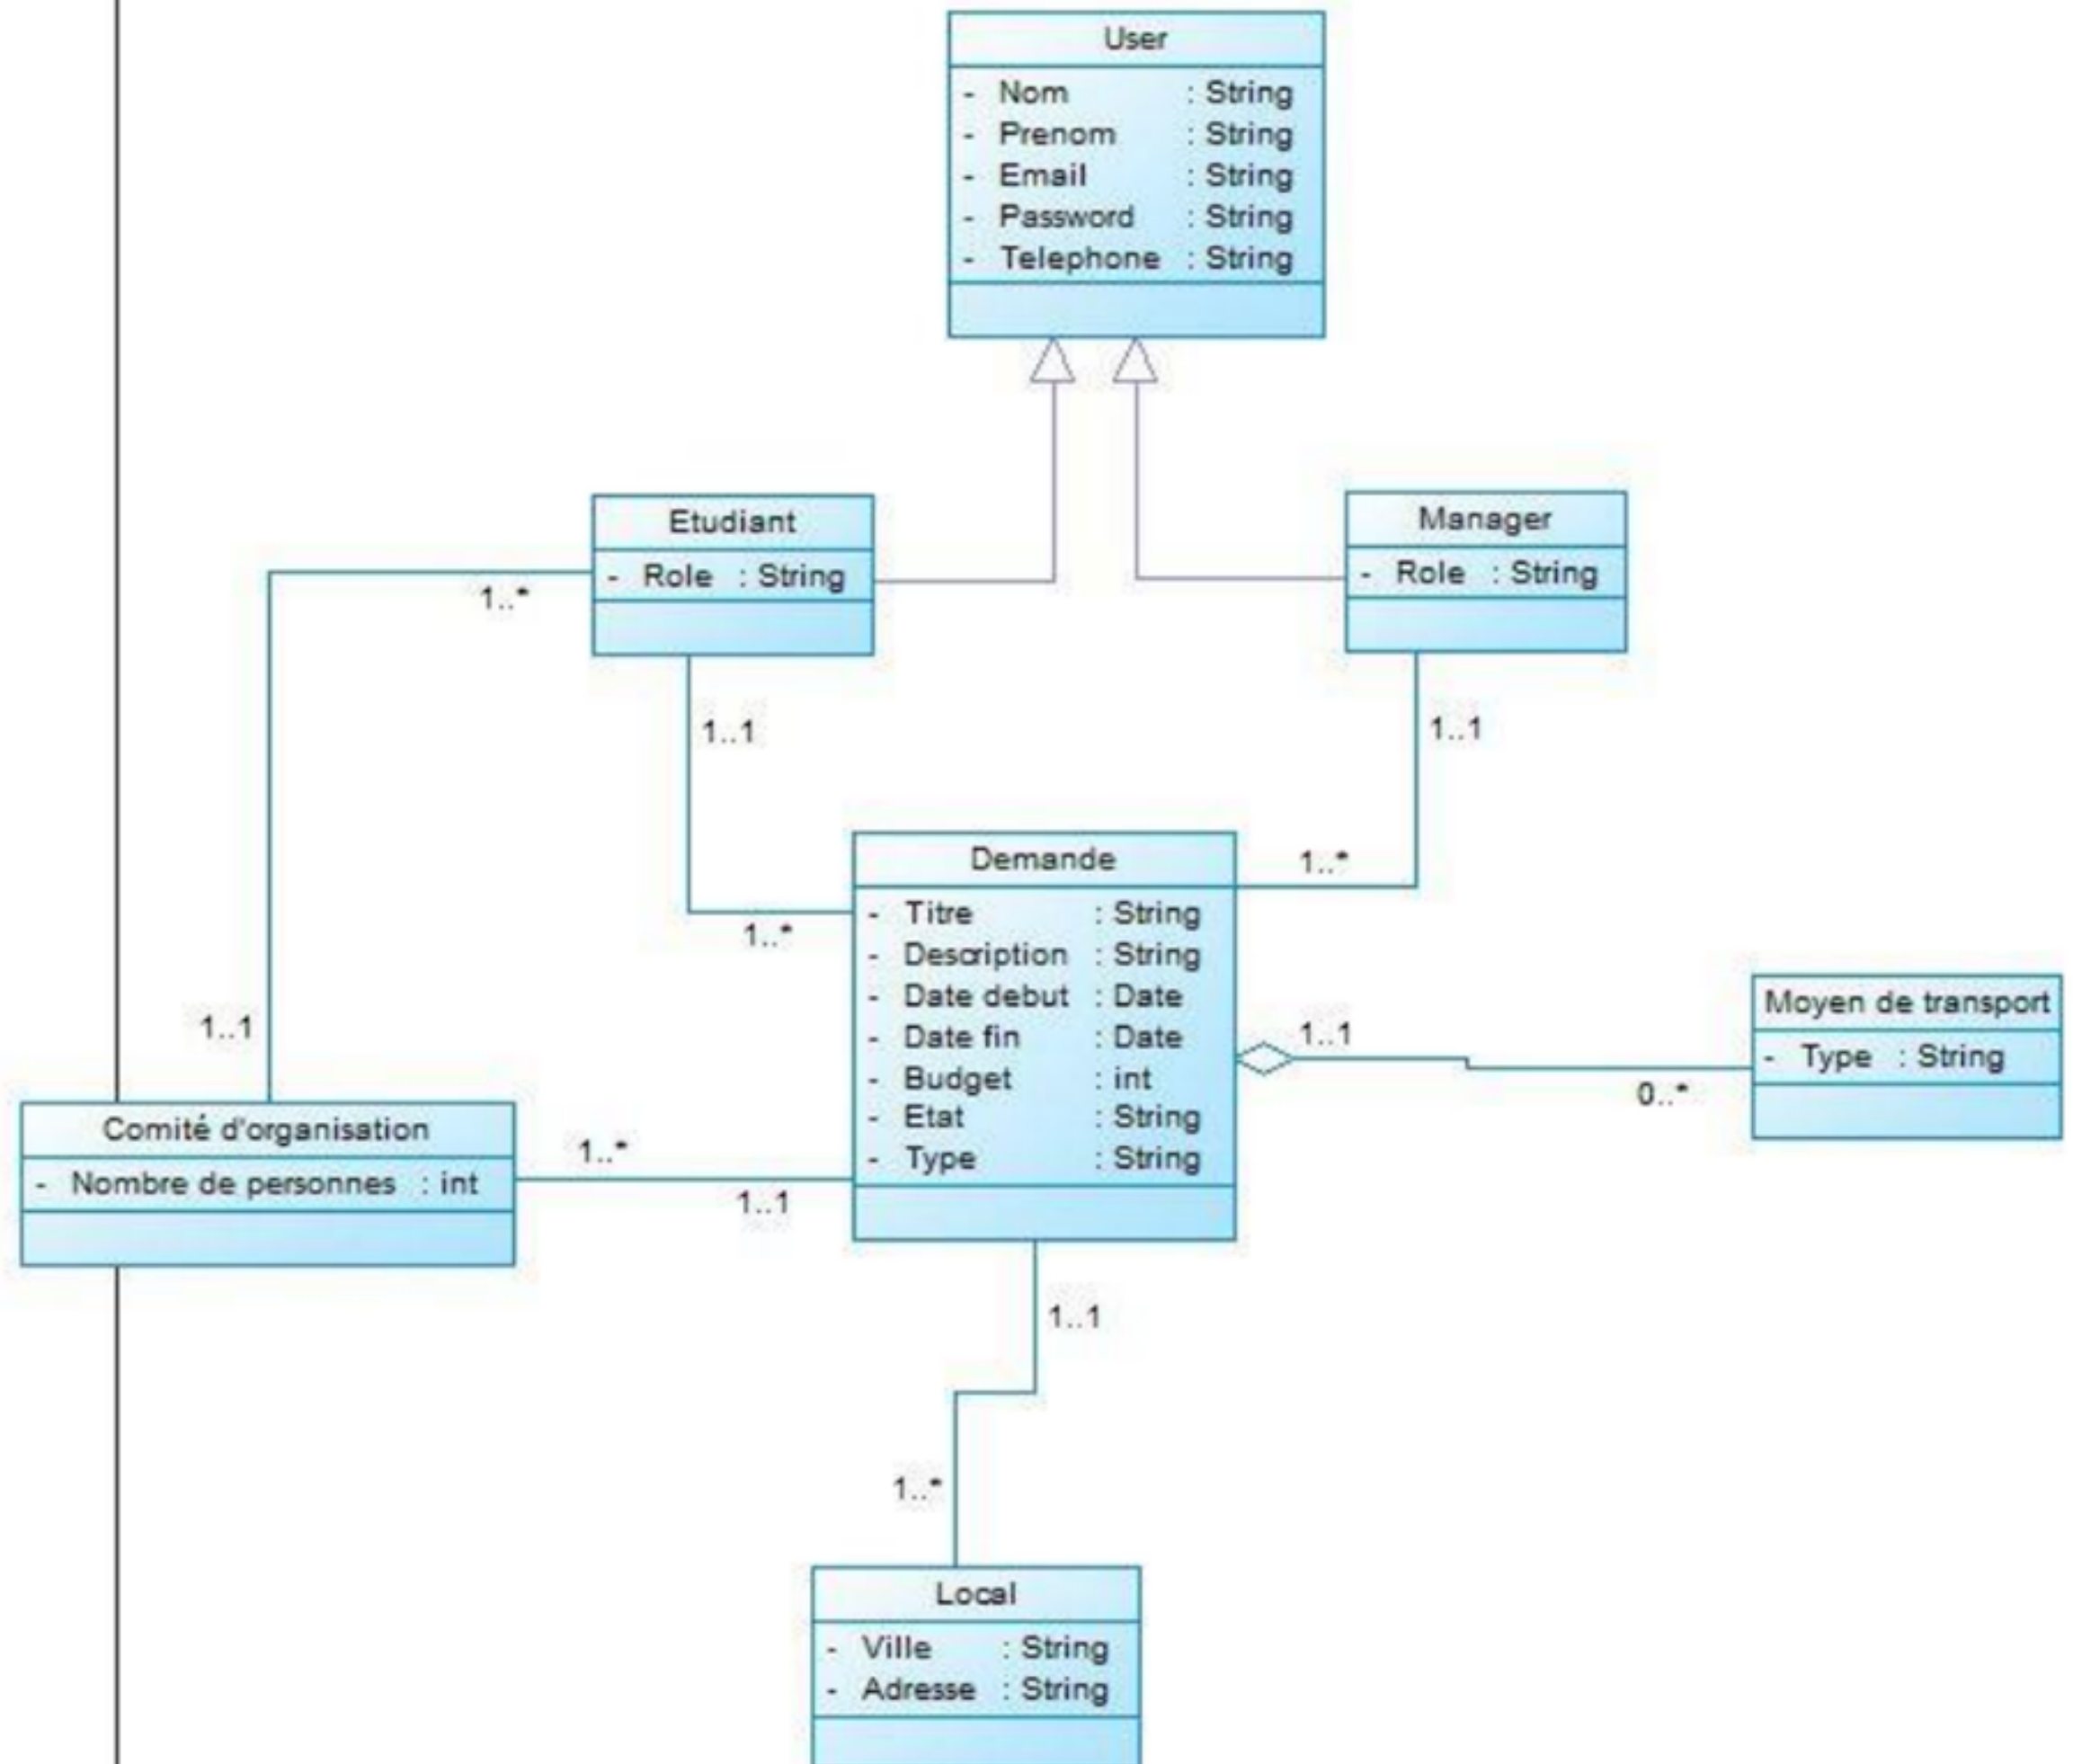 User
- Nom : String
- Prenom : String
- Email : String
- Password : String
- Telephone : String
Etudiant
- Role : String
Manager
- Role : String
1..*
1..1
1..1
Demande
- Titre : String
- Description : String
- Date debut : Date
- Date fin : Date
- Budget : int
- Etat : String
- Type : String
1..*
1..*
1..1
Moyen de transport
- Type : String
0..*
1..1
Comité d'organisation
- Nombre de personnes : int
1..*
1..1
1..1
1..*
Local
- Ville : String
- Adresse : String